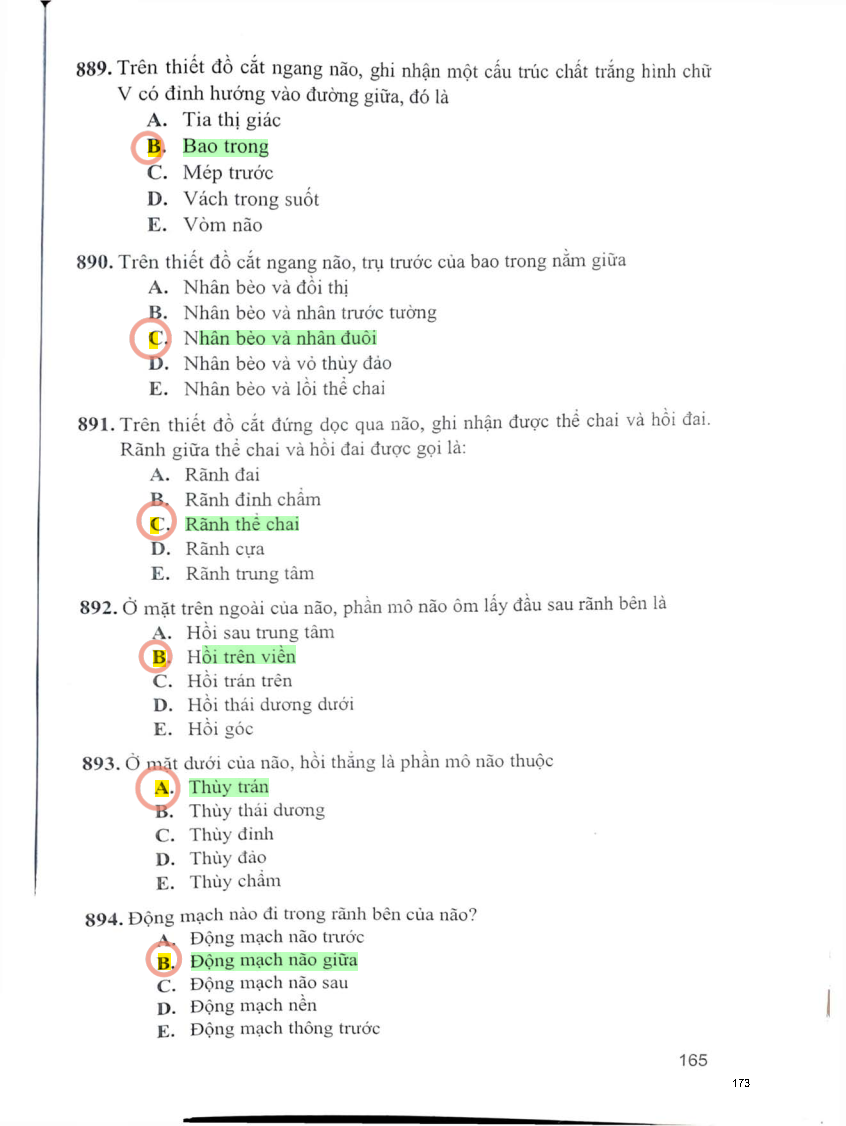 889. Trên thiết đồ cắt ngang não, ghi nhận một cấu trúc chất trắng hình chữ
V có đỉnh hướng vào đường giữa, đó là
A. Tia thị giác
B. Bao trong
C. Mép trước
D. Vách trong suốt
E. Vòm não
890. Trên thiết đồ cắt ngang não, trụ trước của bao trong nằm giữa
A. Nhân bèo và đồi thị
B. Nhân bèo và nhân trước tường
C. Nhân bèo và nhân đuôi
D. Nhân bèo và vỏ thùy đảo
E. Nhân bèo và lồi thể chai
891. Trên thiết đồ cắt đứng dọc qua não, ghi nhận được thể chai và hồi đai.
Rãnh giữa thể chai và hồi đai được gọi là:
A. Rãnh đai
B. Rãnh đỉnh chẩm
C. Rãnh thể chai
D. Rãnh cựa
E. Rãnh trung tâm
892. Ở mặt trên ngoài của não, phần mô não ôm lấy đầu sau rãnh bên là
A. Hồi sau trung tâm
B. Hồi trên viền
C. Hồi trán trên
D. Hồi thái dương dưới
E. Hồi góc
893. Ở mặt dưới của não, hồi thẳng là phần mô não thuộc
A. Thùy trán
B. Thùy thái dương
C. Thùy đỉnh
D. Thùy đảo
E. Thùy chẩm
894. Động mạch nào đi trong rãnh bên của não?
A. Động mạch não trước
B. Động mạch não giữa
C. Động mạch não sau
D. Động mạch nền
E. Động mạch thông trước
165
173